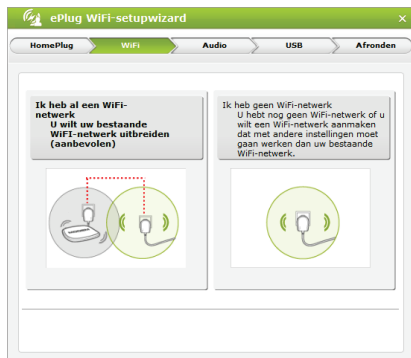 ePlug WiFi-setupwizard
HomePlug
WiFi
Audio
USB
Afronden
Ik heb al een WiFi-
netwerk
U wilt uw bestaande
WiFI-netwerk uitbreiden
(aanbevolen)
Ik heb geen WiFi-netwerk
U hebt nog geen WiFi-netwerk of u
wilt een WiFi-netwerk aanmaken
dat met andere instellingen moet
gaan werken dan uw bestaande
WiFi-netwerk.